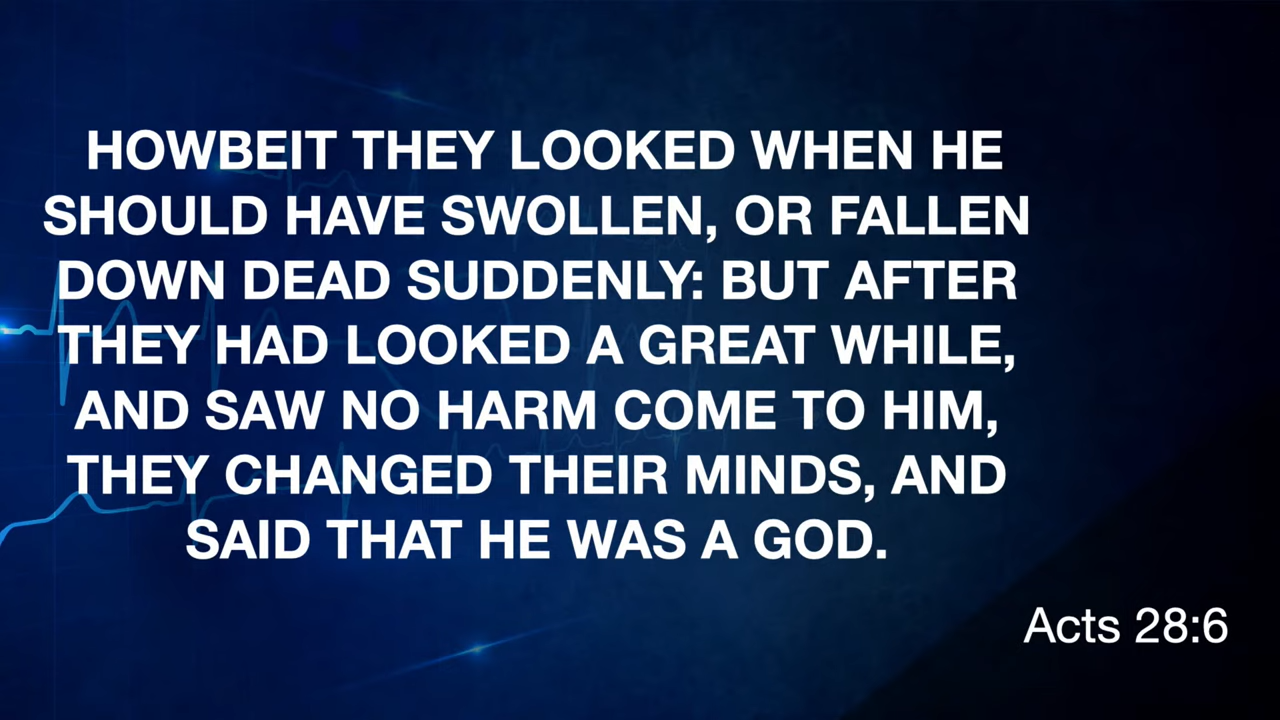 HOWBEIT THEY LOOKED WHEN HE
SHOULD HAVE SWOLLEN, OR FALLEN
DOWN DEAD SUDDENLY: BUT AFTER
THEY HAD LOOKED A GREAT WHILE,
AND SAW NO HARM COME TO HIM,
THEY CHANGED THEIR MINDS, AND
SAID THAT HE WAS A GOD.
Acts 28:6